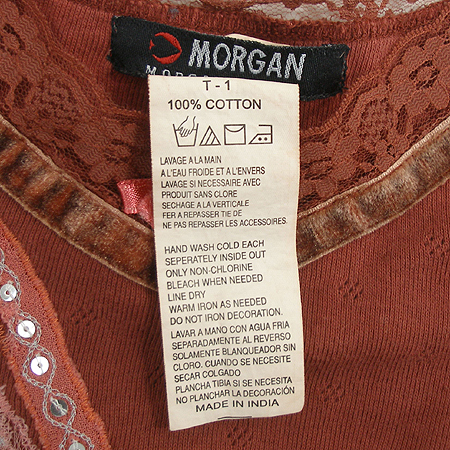 MORGAN
T-1
100% COTTON
LAVAGE A LA MAIN
A L'EAU FROIDE ET A L'ENVERS
LAVAGE SI NECESSAIRE AVEC
PRODUIT SANS CLORE
SECHAGE A LA VERTICALE
FER A REPASSER TIE DE
NE PAS REPASSER LES ACCESSOIRES.
HAND WASH COLD EACH
SEPERATELY INSIDE OUT
ONLY NON-CHLORINE
BLEACH WHEN NEEDED
LINE DRY
WARM IRON AS NEEDED
DO NOT IRON DECORATION.
LAVAR A MANO CON AGUA FRIA
SEPARADAMENTE AL REVERSO
SOLAMENTE BLANQUEADOR SIN
CLORO. CUANDO SE NECESITE
SECAR COLGADO
PLANCHA TIBIA SI SE NECESITA
NO PLANCHAR LA DECORACIÓN
MADE IN INDIA